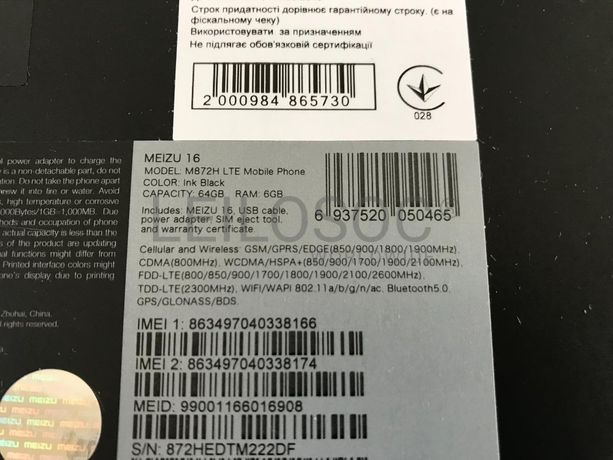 Строк придатності дорівнює гарантійному строку. (є на
фіскальному чеку)
Використовувати за призначенням
Не підлягає обов'язковій сертифікації
2 000984 865730
028
l power adapter to charge the
y is a non-detachable part, do not
ation. Do not take the phone apart
rew it into fire or water. Avoid
s, high temperature or corrosive
000Bytes/1GB=1,000MB. Due
thods and occupation of phone
actual capacity is less than the
s of the product are updating
al functions might differ from
Printed interface colors might
one's display, due to printing
Zhuhai, China.
rights reserved.
MEIZU MEIZU
MEIZU 16
MODEL: M872H LTE Mobile Phone
COLOR: Ink Black
CAPACITY: 64GB RAM: 6GB
Includes: MEIZU 16, USB cable,
power adapter, SIM eject tool,
and warranty certificate.
6 937520 050465
LEILOSOC
Cellular and Wireless: GSM/GPRS/EDGE(850/900/1800/1900MHz),
CDMA(800MHz), WCDMA/HSPA+(850/900/1700/1900/2100MHz),
FDD-LTE(800/850/900/1700/1800/1900/2100/2600MHz),
TDD-LTE(2300MHz), WIFI/WAPI 802.11a/b/g/n/ac, Bluetooth5.0,
GPS/GLONASS/BDS.
IMEI 1: 863497040338166
IMEI 2: 863497040338174
MEID: 99001166016908
S/N: 872HEDTM222DF